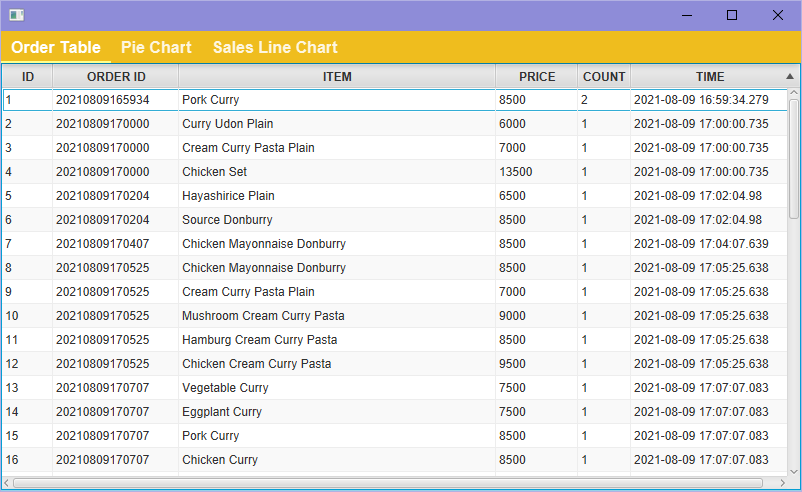 Order Table Pie Chart Sales Line Chart
ID ORDER ID ITEM PRICE COUNT TIME
1 20210809165934 Pork Curry 8500 2 2021-08-09 16:59:34.279
2 20210809170000 Curry Udon Plain 6000 1 2021-08-09 17:00:00.735
3 20210809170000 Cream Curry Pasta Plain 7000 1 2021-08-09 17:00:00.735
4 20210809170000 Chicken Set 13500 1 2021-08-09 17:00:00.735
5 20210809170204 Hayashirice Plain 6500 1 2021-08-09 17:02:04.98
6 20210809170204 Source Donburry 8500 1 2021-08-09 17:02:04.98
7 20210809170407 Chicken Mayonnaise Donburry 8500 1 2021-08-09 17:04:07.639
8 20210809170525 Chicken Mayonnaise Donburry 8500 1 2021-08-09 17:05:25.638
9 20210809170525 Cream Curry Pasta Plain 7000 1 2021-08-09 17:05:25.638
10 20210809170525 Mushroom Cream Curry Pasta 9000 1 2021-08-09 17:05:25.638
11 20210809170525 Hamburg Cream Curry Pasta 8500 1 2021-08-09 17:05:25.638
12 20210809170525 Chicken Cream Curry Pasta 9500 1 2021-08-09 17:05:25.638
13 20210809170707 Vegetable Curry 7500 1 2021-08-09 17:07:07.083
14 20210809170707 Eggplant Curry 7500 1 2021-08-09 17:07:07.083
15 20210809170707 Pork Curry 8500 1 2021-08-09 17:07:07.083
16 20210809170707 Chicken Curry 8500 1 2021-08-09 17:07:07.083